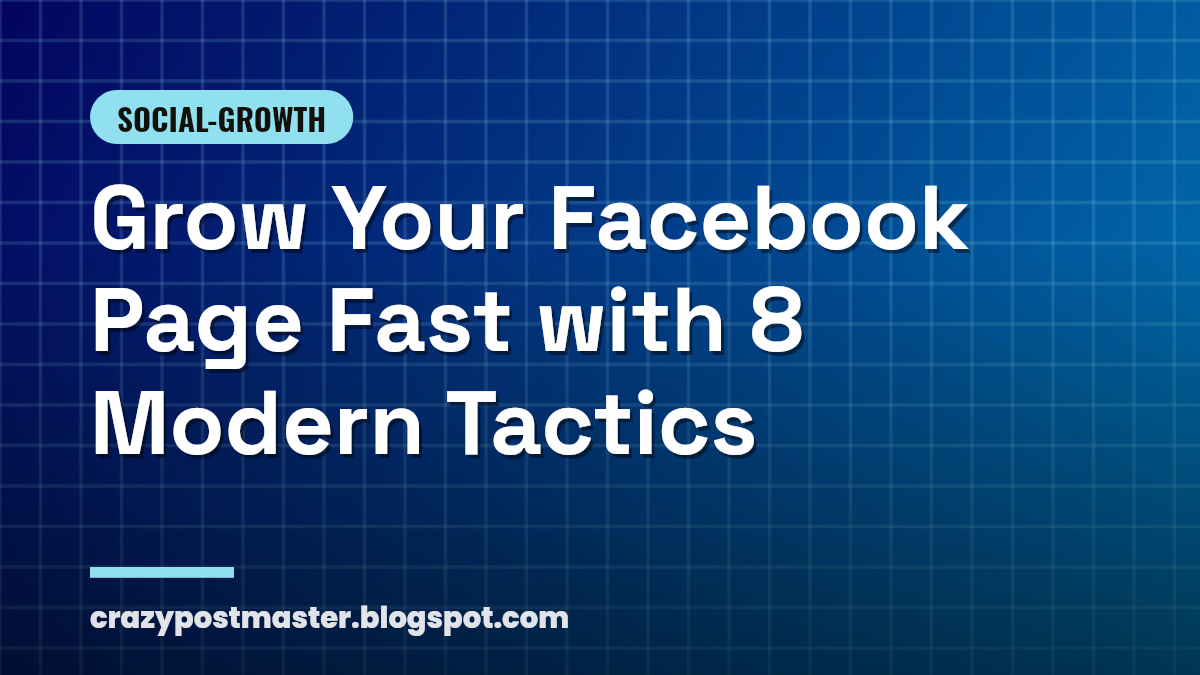 SOCIAL-GROWTH
Grow Your Facebook
Page Fast with 8
Modern Tactics
crazypostmaster.blogspot.com